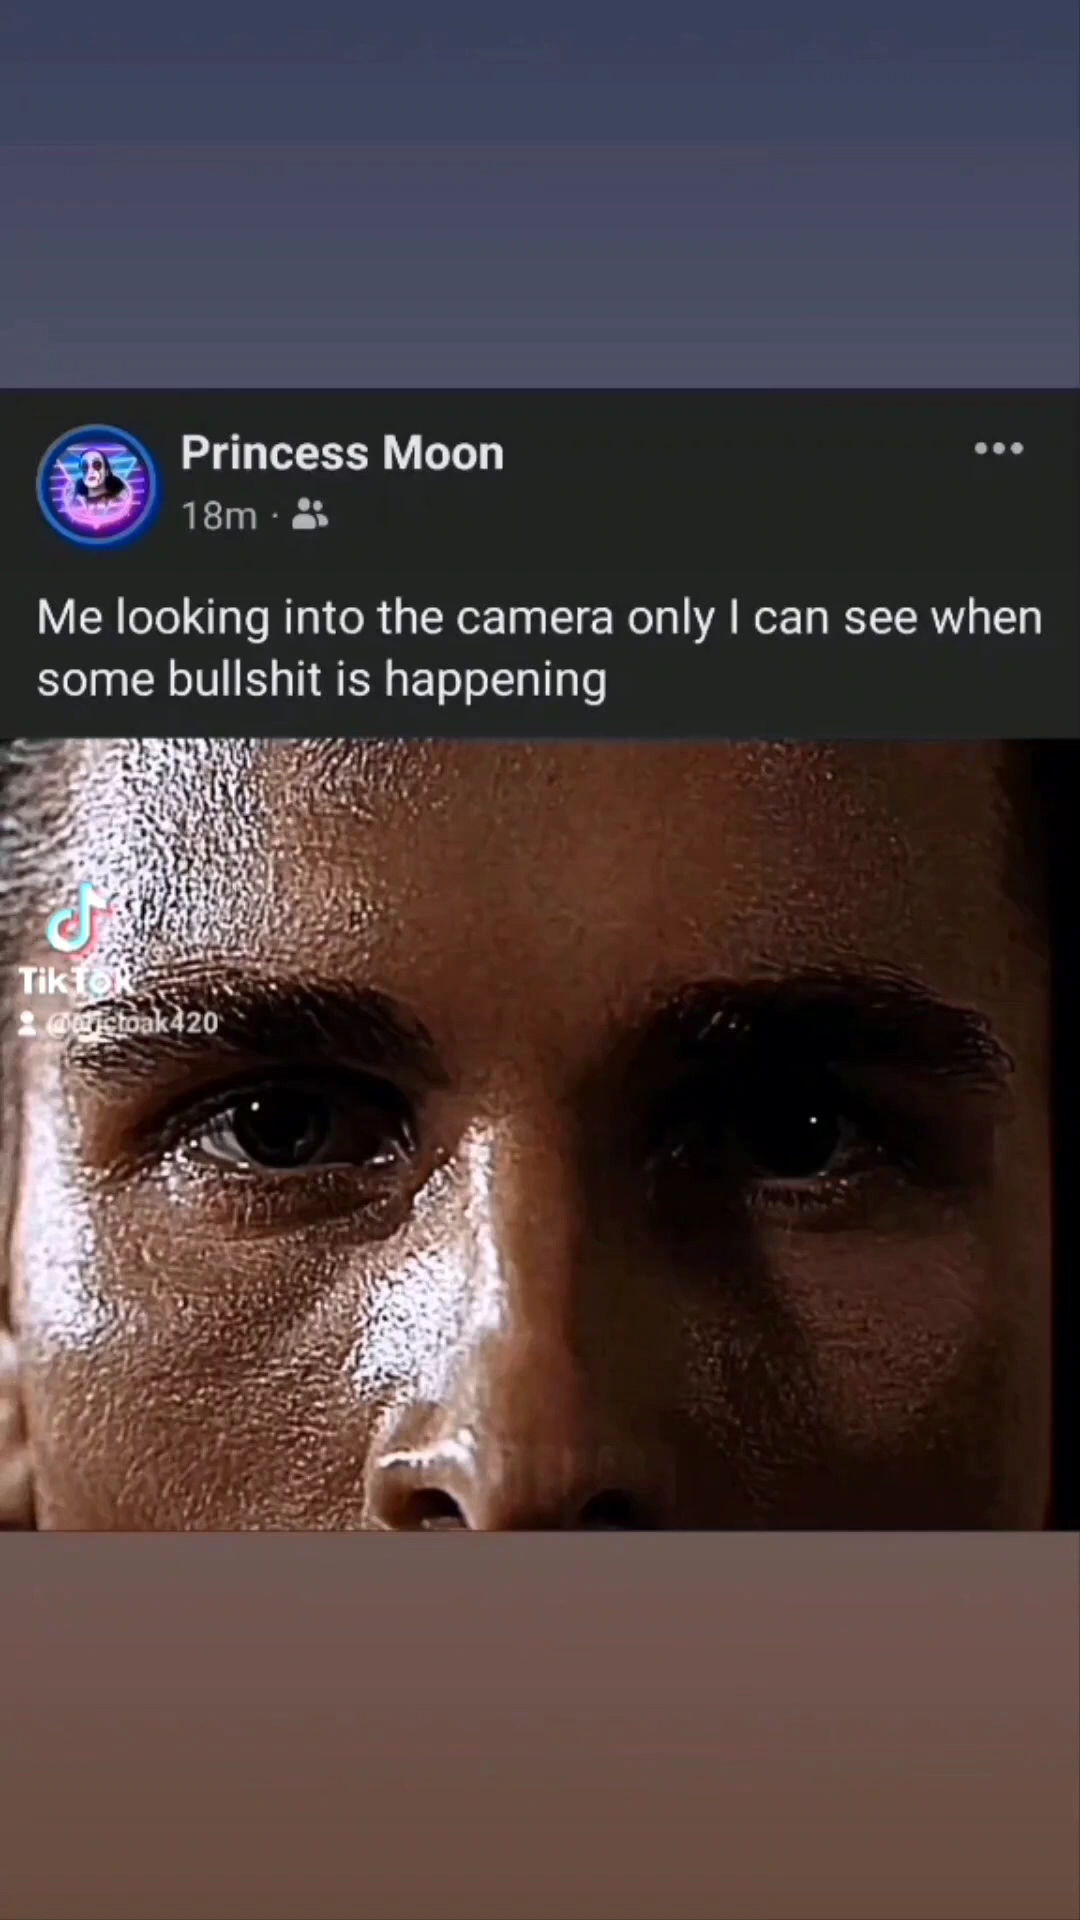 Princess Moon
18m ·
Me looking into the camera only I can see when
some bullshit is happening
TikTok